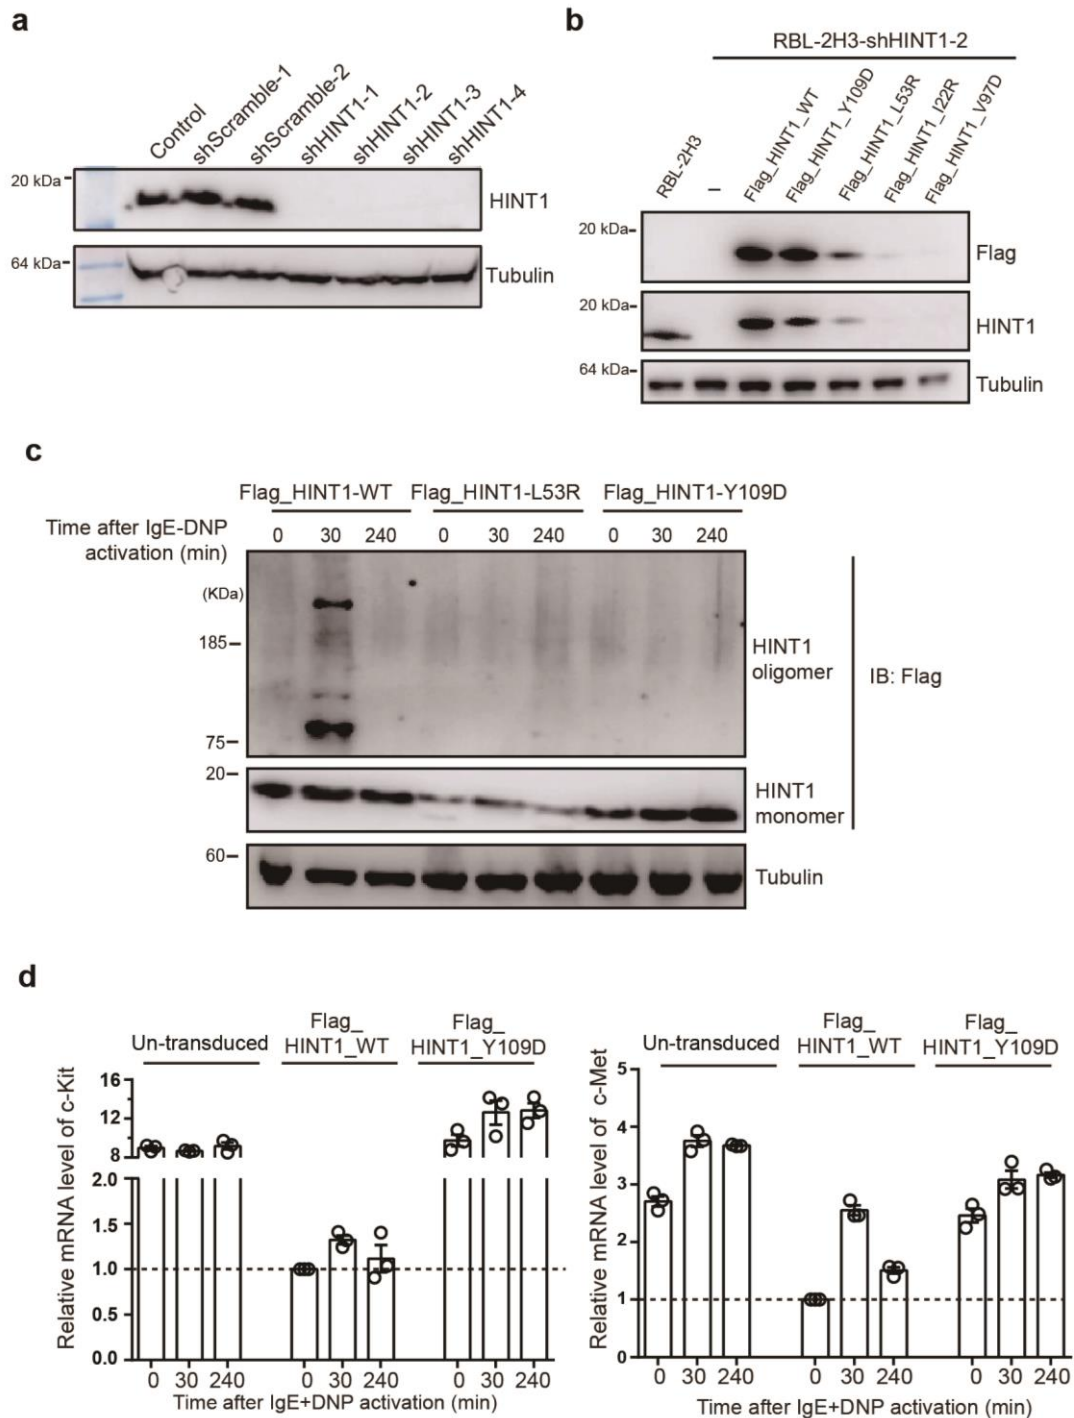 a
Control
shScramble-1
shScramble-2
shHINT1-1
shHINT1-2
shHINT1-3
shHINT1-4
20 kDa
HINT1
64 kDa
Tubulin
b
RBL-2H3-shHINT1-2
RBL-2H3
–
Flag_HINT1_WT
Flag_HINT1_Y109D
Flag_HINT1_L53R
Flag_HINT1_I22R
Flag_HINT1_V97D
20 kDa
Flag
20 kDa
HINT1
64 kDa
Tubulin
c
Flag_HINT1-WT Flag_HINT1-L53R Flag_HINT1-Y109D
Time after IgE-DNP
activation (min)
0 30 240 0 30 240 0 30 240
(KDa)
185
75
HINT1
oligomer
IB: Flag
20
HINT1
monomer
60
Tubulin
d
Un-transduced
Flag_
HINT1_WT
Flag_
HINT1_Y109D
Relative mRNA level of c-Kit
16
12
8
2.0
1.5
1.0
0.5
0.0
0 30 240 0 30 240 0 30 240
Time after IgE+DNP activation (min)
Un-transduced
Flag_
HINT1_WT
Flag_
HINT1_Y109D
Relative mRNA level of c-Met
5
4
3
2
1
0
0 30 240 0 30 240 0 30 240
Time after IgE+DNP activation (min)